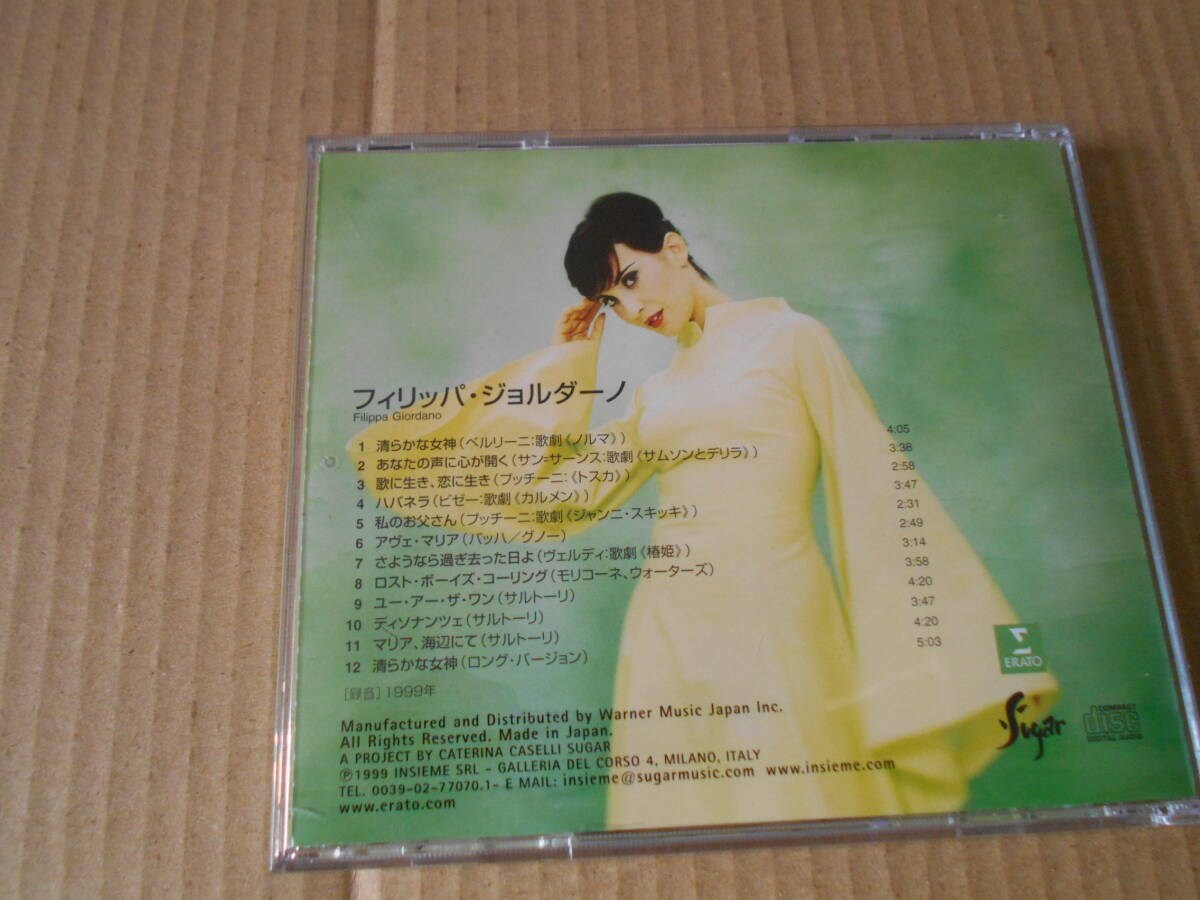 フィリッパ・ジョルダーノ
Filippa Giordano
1 清らかな女神(ベルリーニ:歌劇《ノルマ》) 4:05
2 あなたの声に心が開く(サン=サーンス:歌劇《サムソンとデリラ》) 3:38
3 歌に生き、恋に生き(プッチーニ:《トスカ》) 2:58
4 ハバネラ(ビゼー:歌劇《カルメン》) 3:47
5 私のお父さん(プッチーニ:歌劇《ジャンニ・スキッキ》) 2:31
6 アヴェ・マリア(バッハ/グノー) 2:49
7 さようなら過ぎ去った日よ(ヴェルディ:歌劇《椿姫》) 3:14
8 ロスト・ボーイズ・コーリング(モリコーネ、ウォーターズ) 3:58
9 ユー・アー・ザ・ワン(サルトーリ) 4:20
10 ディソナンツェ(サルトーリ) 3:47
11 マリア、海辺にて(サルトーリ) 4:20
12 清らかな女神(ロング・バージョン) 5:03
[録音]1999年
Manufactured and Distributed by Warner Music Japan Inc.
All Rights Reserved. Made in Japan.
A PROJECT BY CATERINA CASELLI SUGAR
℗1999 INSIEME SRL – GALLERIA DEL CORSO 4, MILANO, ITALY
TEL. 0039-02-77070.1- E MAIL: insieme@sugarmusic.com www.insieme.com
www.erato.com
ERATO
Sugar
COMPACT
disc
DIGITAL AUDIO